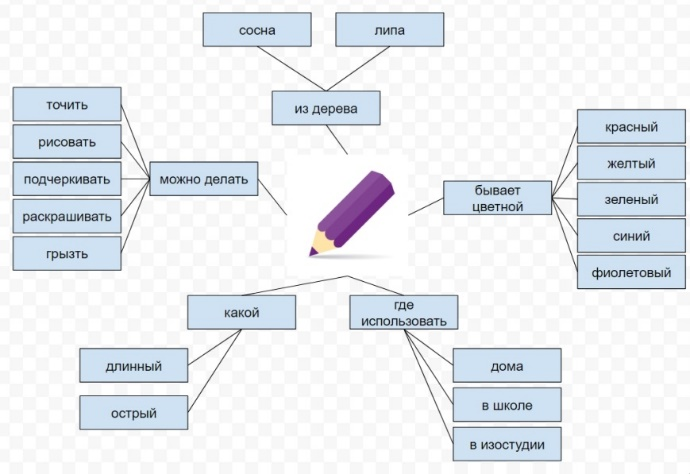 сосна
липа
из дерева
точить
рисовать
подчеркивать
раскрашивать
грызть
можно делать
бывает
цветной
красный
желтый
зеленый
синий
фиолетовый
какой
длинный
острый
где
использовать
дома
в школе
в изостудии